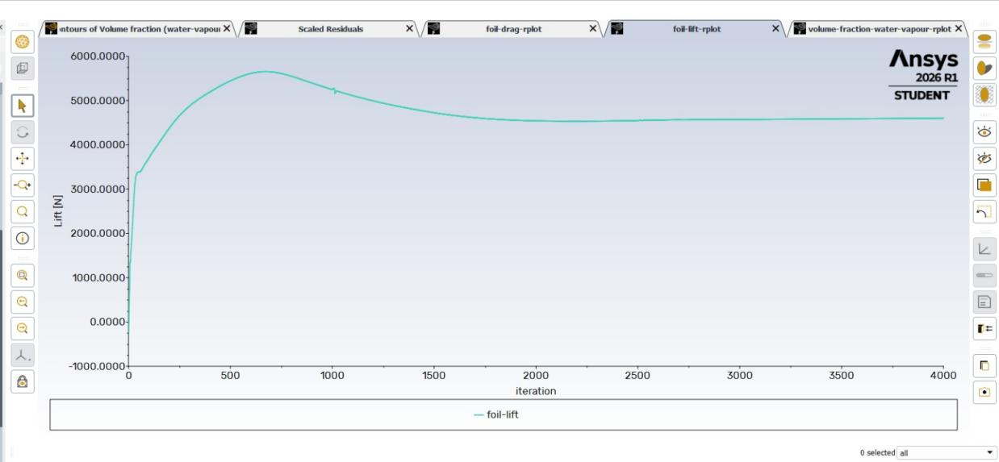 ntours of Volume fraction (water-vapou
Scaled Residuals
foil-drag-rplot
foil-lift-rplot
volume-fraction-water-vapour-rplot
Ansys
2026 R1
STUDENT
6000.0000
5000.0000
4000.0000
3000.0000
2000.0000
1000.0000
0.0000
-1000.0000
Lift [N]
0 500 1000 1500 2000 2500 3000 3500 4000
iteration
foil-lift
0 selected all